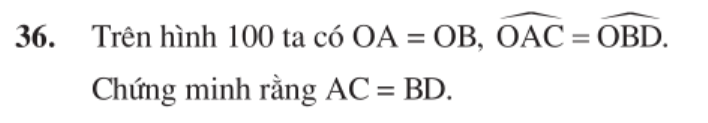 36. Trên hình 100 ta có OA = OB, \widehat{OAC} = \widehat{OBD}.
Chứng minh rằng AC = BD.